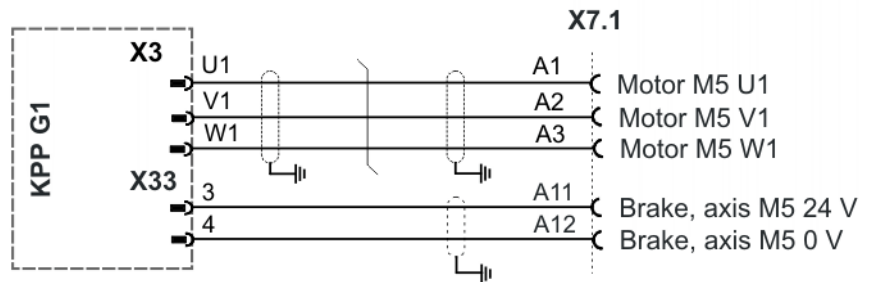 X7.1
X3
U1 A1 Motor M5 U1
V1 A2 Motor M5 V1
W1 A3 Motor M5 W1
KPP G1
X33
3 A11 Brake, axis M5 24 V
4 A12 Brake, axis M5 0 V